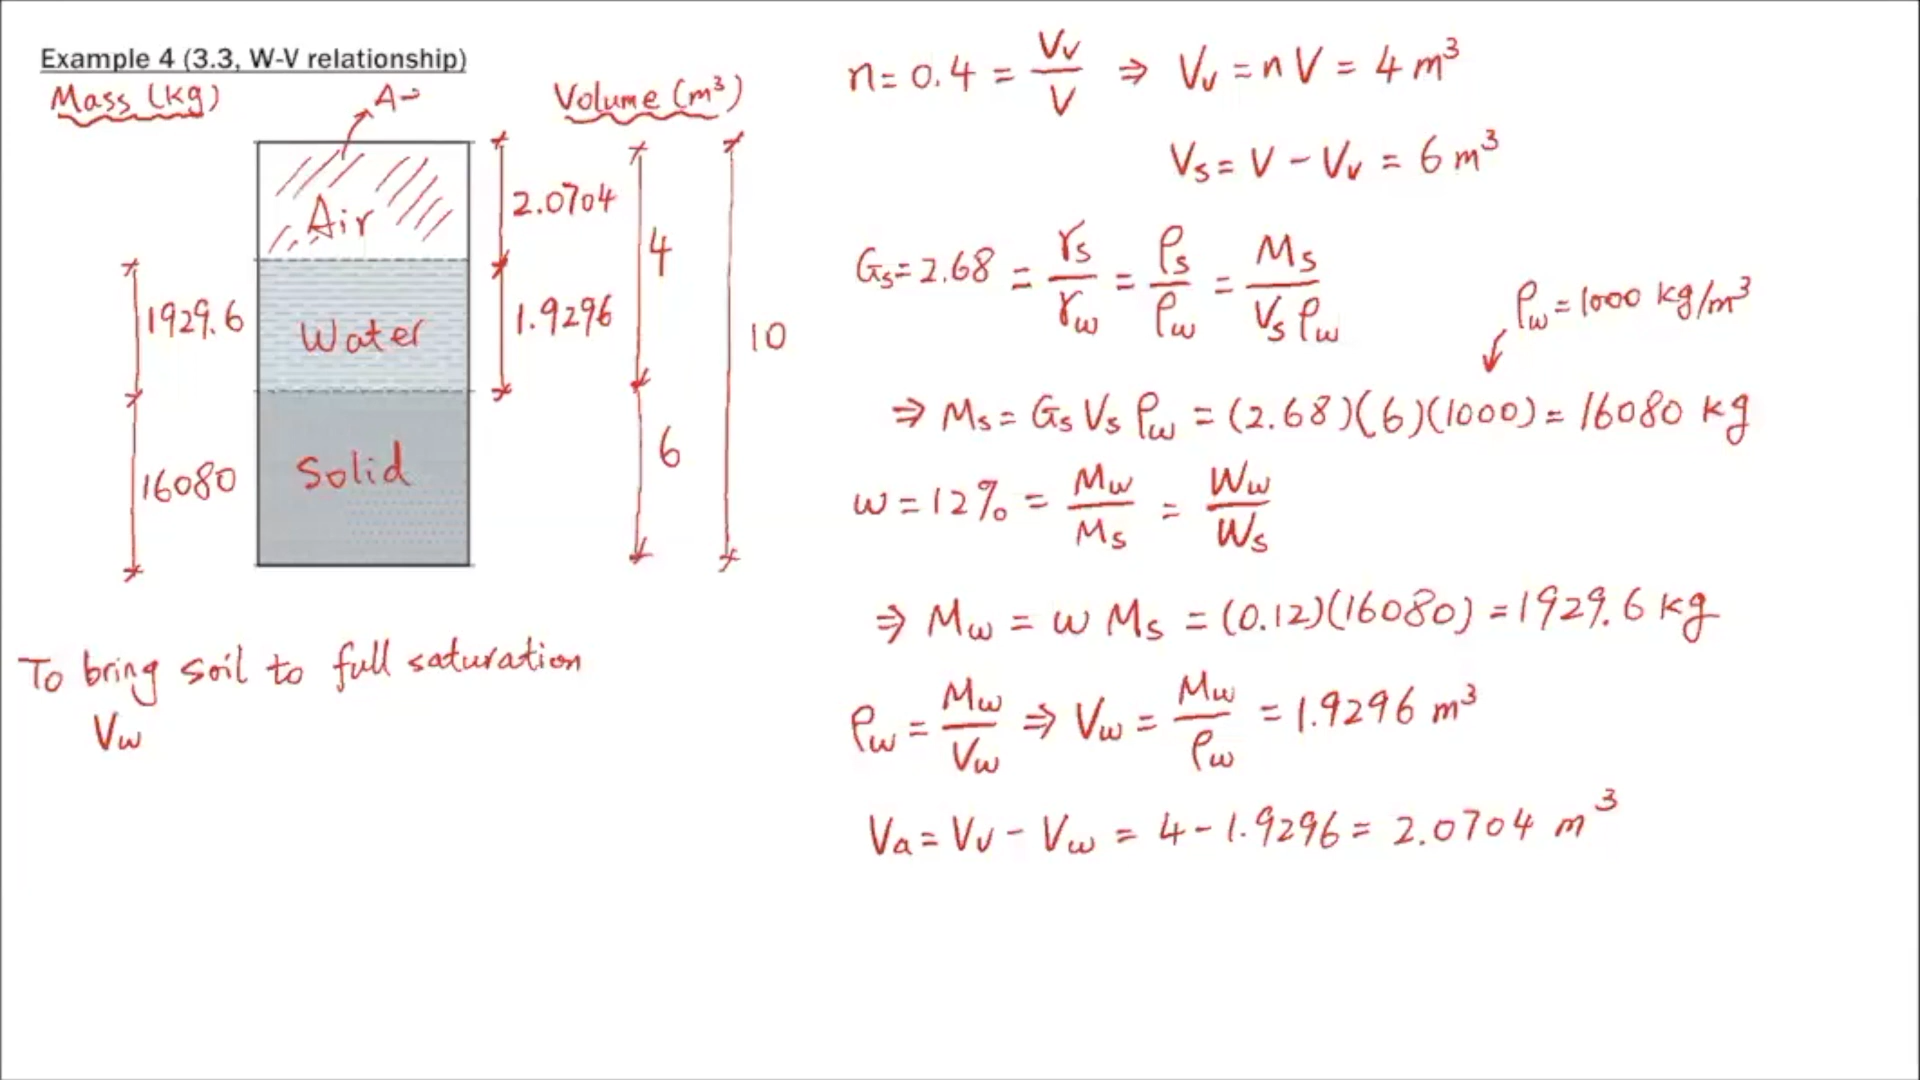 Example 4 (3.3, W-V relationship)
Mass (kg)
Volume (m³)
Air
Water
Solid
1929.6
16080
2.0704
1.9296
4
6
10
To bring soil to full saturation
Vw
n = 0.4 = Vv/V ⇒ Vv = nV = 4 m³
Vs = V - Vv = 6 m³
Gs = 2.68 = γs/γw = ρs/ρw = Ms/(Vs ρw)
ρw = 1000 kg/m³
⇒ Ms = Gs Vs ρw = (2.68)(6)(1000) = 16080 kg
w = 12% = Mw/Ms = Ww/Ws
⇒ Mw = w Ms = (0.12)(16080) = 1929.6 kg
ρw = Mw/Vw ⇒ Vw = Mw/ρw = 1.9296 m³
Va = Vv - Vw = 4 - 1.9296 = 2.0704 m³